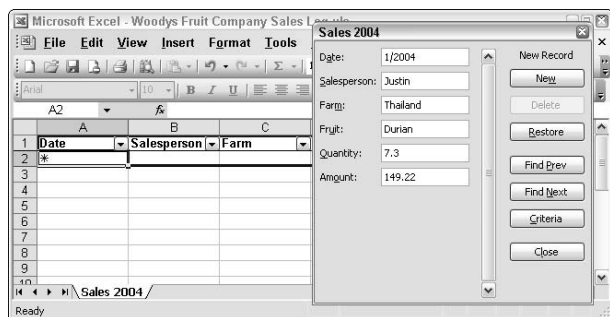 Microsoft Excel - Woodys Fruit Company Sales Log.xls
File Edit View Insert Format Tools
Arial 10 B I U
A2 fx
A B C
1 Date Salesperson Farm
2 *
3
4
5
6
7
8
9
10
Sales 2004
Ready
Sales 2004
Date: 1/2004 New Record
New
Salesperson: Justin
Farm: Thailand Delete
Fruit: Durian Restore
Quantity: 7.3 Find Prev
Amount: 149.22
Find Next
Criteria
Close